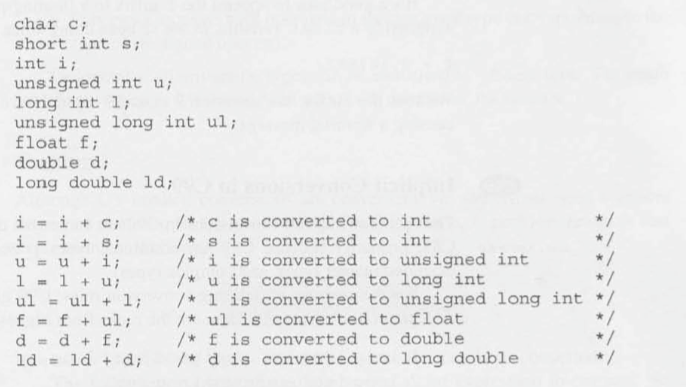 char c;
short int s;
int i;
unsigned int u;
long int l;
unsigned long int ul;
float f;
double d;
long double ld;
i = i + c; /* c is converted to int */
i = i + s; /* s is converted to int */
u = u + i; /* i is converted to unsigned int */
l = l + u; /* u is converted to long int */
ul = ul + l; /* l is converted to unsigned long int */
f = f + ul; /* ul is converted to float */
d = d + f; /* f is converted to double */
ld = ld + d; /* d is converted to long double */